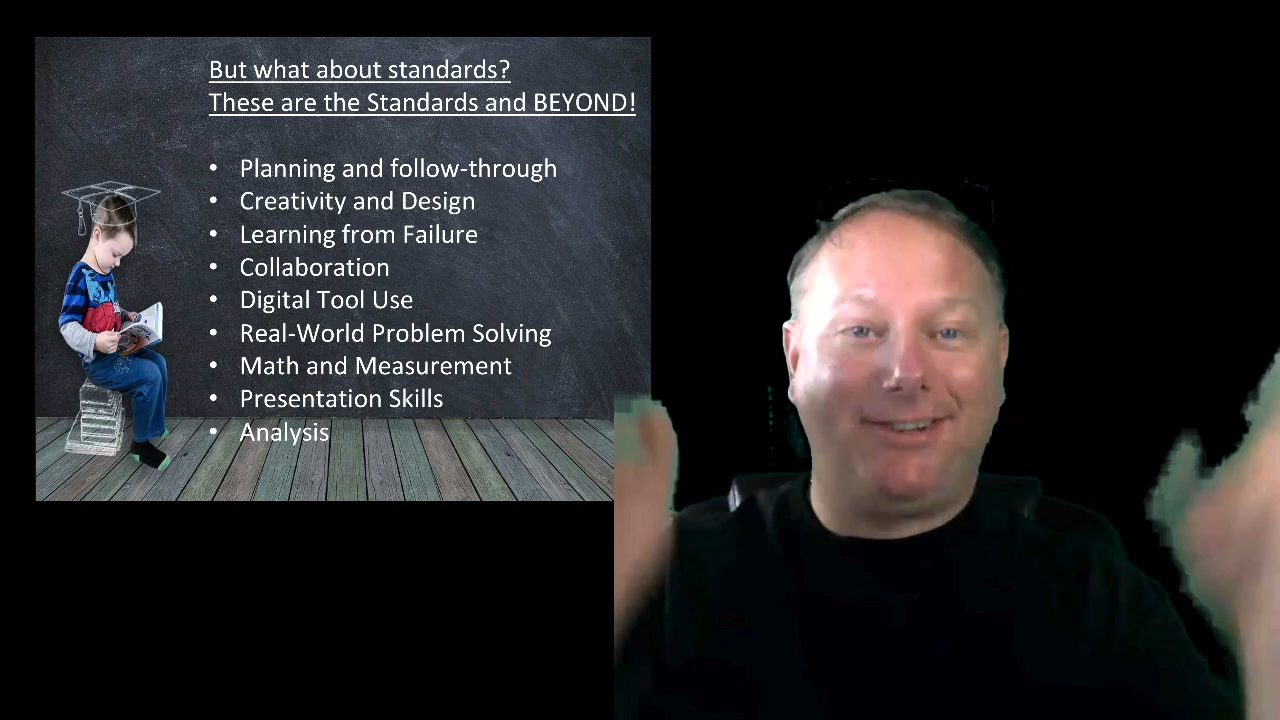 But what about standards?
These are the Standards and BEYOND!
• Planning and follow-through
• Creativity and Design
• Learning from Failure
• Collaboration
• Digital Tool Use
• Real-World Problem Solving
• Math and Measurement
• Presentation Skills
• Analysis